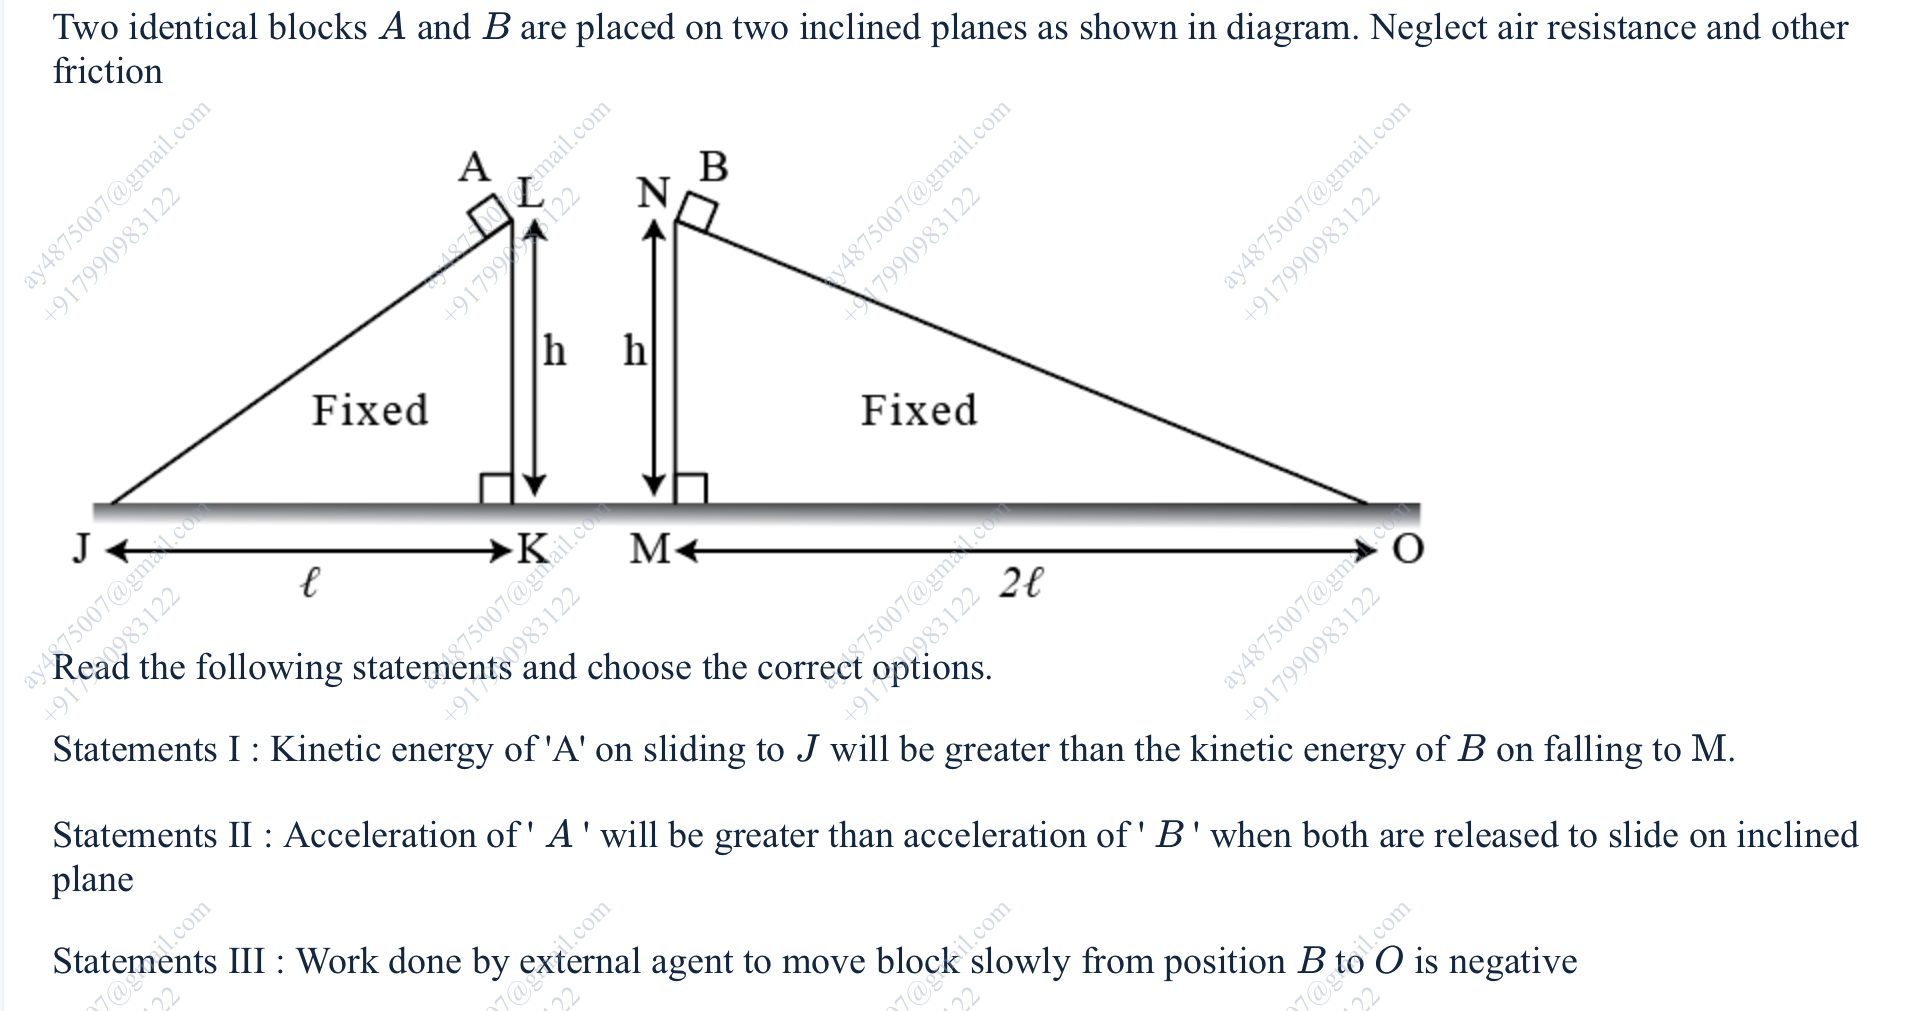 Two identical blocks A and B are placed on two inclined planes as shown in diagram. Neglect air resistance and other
friction
A
L
N
B
h
h
Fixed
Fixed
J
K
M
O
ℓ
2ℓ
Read the following statements and choose the correct options.
Statements I : Kinetic energy of 'A' on sliding to J will be greater than the kinetic energy of B on falling to M.
Statements II : Acceleration of ' A ' will be greater than acceleration of ' B ' when both are released to slide on inclined
plane
Statements III : Work done by external agent to move block slowly from position B to O is negative
ay4875007@gmail.com
+917990983122